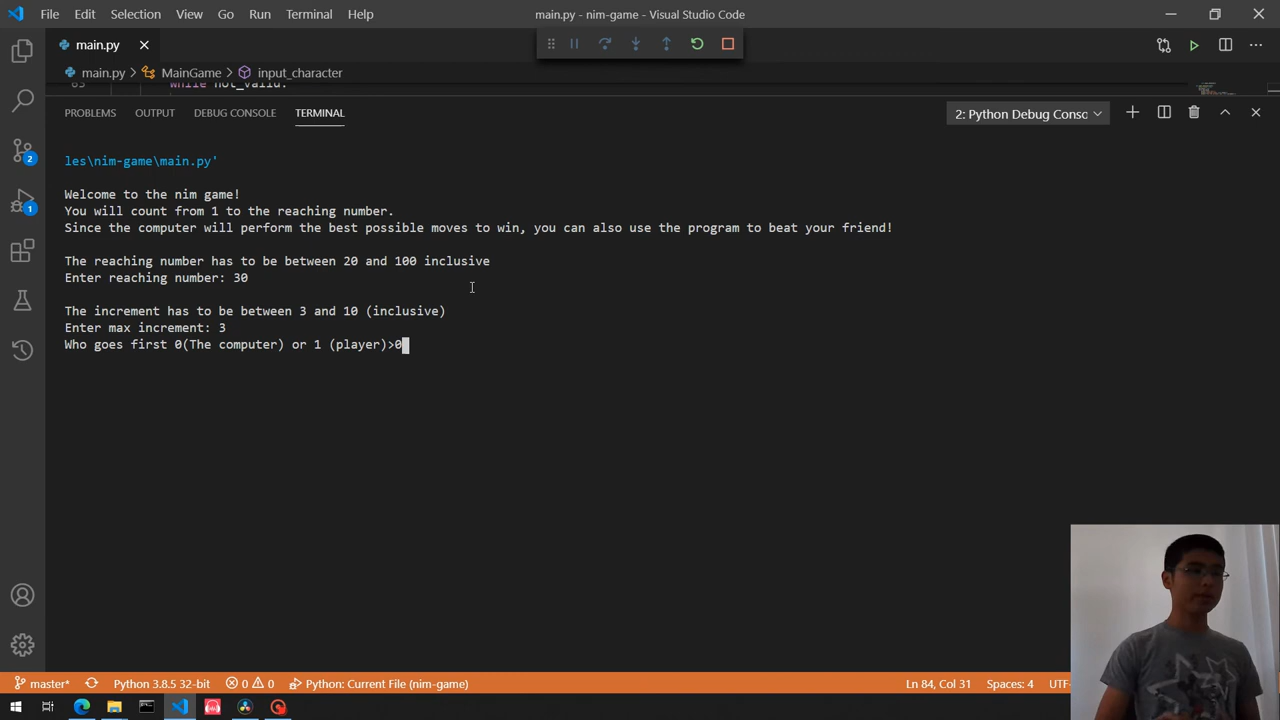 File Edit Selection View Go Run Terminal Help
main.py - nim-game - Visual Studio Code
main.py
main.py > MainGame > input_character
PROBLEMS OUTPUT DEBUG CONSOLE TERMINAL
2: Python Debug Consc
les\nim-game\main.py'
Welcome to the nim game!
You will count from 1 to the reaching number.
Since the computer will perform the best possible moves to win, you can also use the program to beat your friend!
The reaching number has to be between 20 and 100 inclusive
Enter reaching number: 30
The increment has to be between 3 and 10 (inclusive)
Enter max increment: 3
Who goes first 0(The computer) or 1 (player)>0
2
1
master* Python 3.8.5 32-bit 0 0 Python: Current File (nim-game) Ln 84, Col 31 Spaces: 4 UTF-